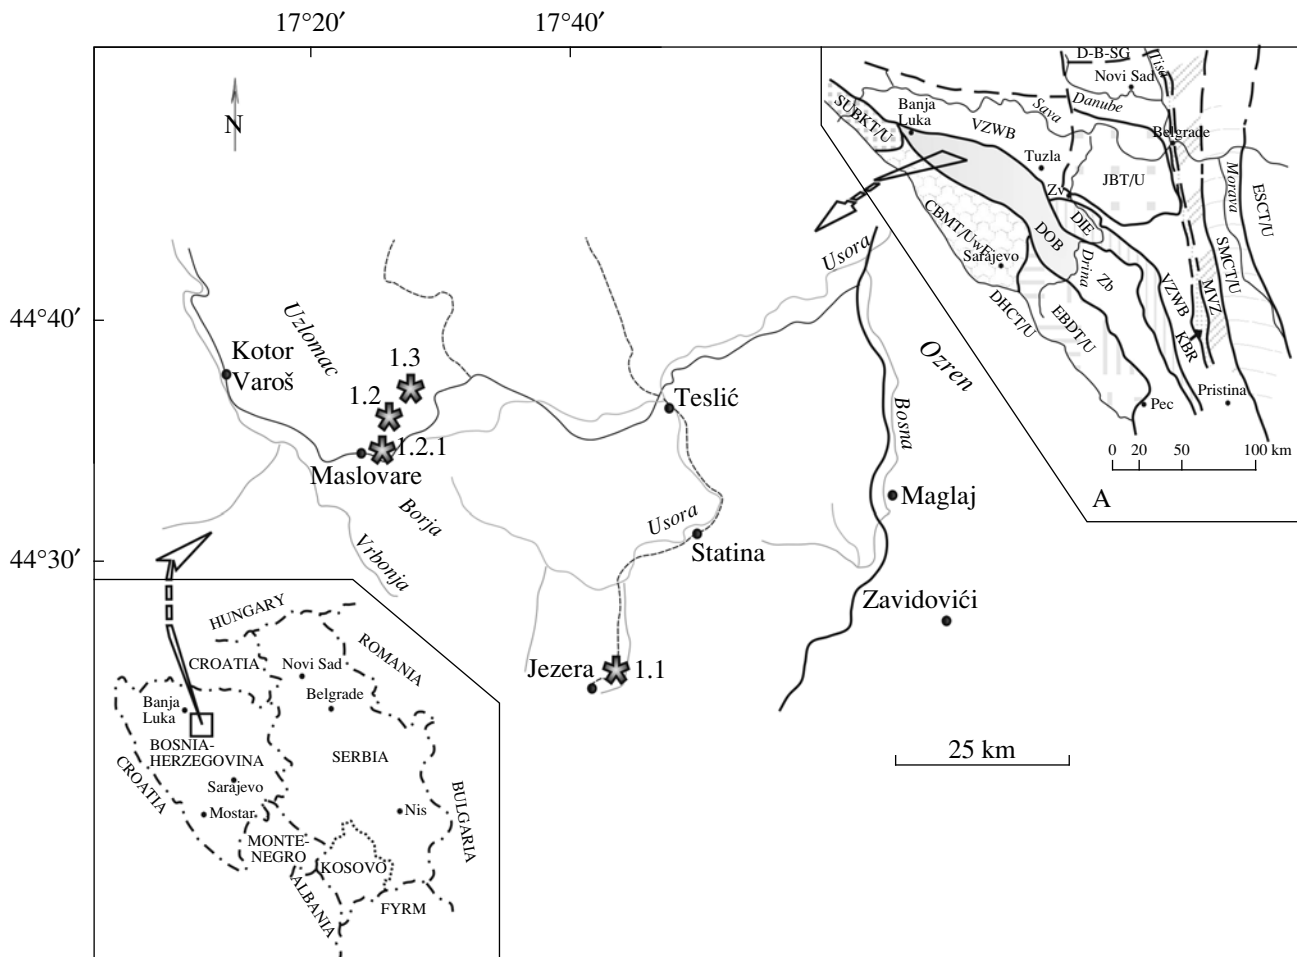 17°20′
17°40′
44°40′
44°30′
N
Uzlomac
Kotor
Varoš
1.3
1.2
1.2.1
Maslovare
Borja
Vrbonja
Teslić
Usora
Usora
Statina
Jezera
1.1
Ozren
Bosna
Maglaj
Zavidovići
25 km
D-B-SG
Tisa
Novi Sad
Danube
Sava
Belgrade
Banja
Luka
SUBKT/U
VZWB
Tuzla
Zv
JBT/U
Morava
ESCT/U
CBMT/UwF
Sarajevo
DOB
DIE
Drina
Zb
DHCT/U
EBDT/U
VZWB
KBR
MVZ
SMCT/U
Pec
Pristina
0 20 50 100 km
A
HUNGARY
CROATIA
ROMANIA
Novi Sad
Belgrade
Banja
Luka
BOSNIA-
HERZEGOVINA
SERBIA
Sarajevo
Mostar
CROATIA
Nis
BULGARIA
MONTE-
NEGRO
KOSOVO
ALBANIA
FYRM